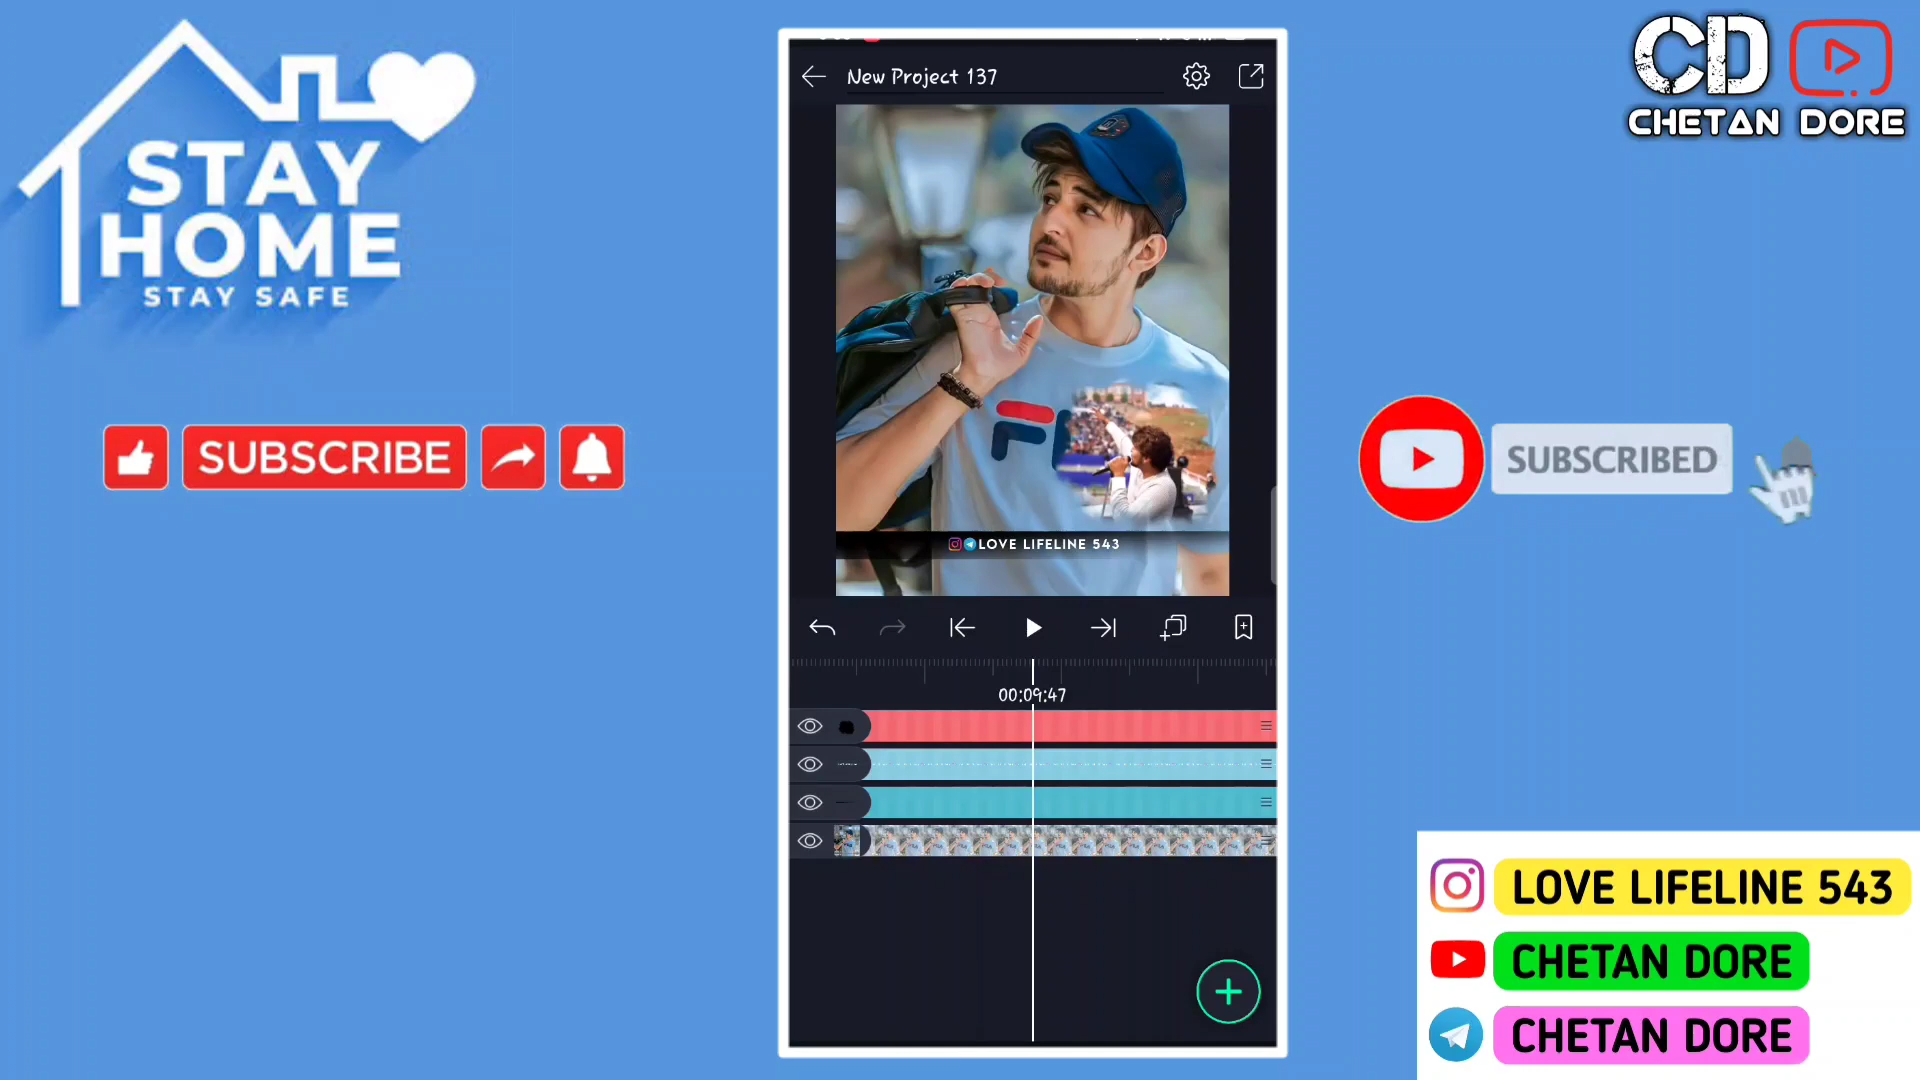 STAY
HOME
STAY SAFE
New Project 137
CD
CHETAN DORE
SUBSCRIBE
SUBSCRIBED
LOVE LIFELINE 543
00:09:47
LOVE LIFELINE 543
CHETAN DORE
CHETAN DORE